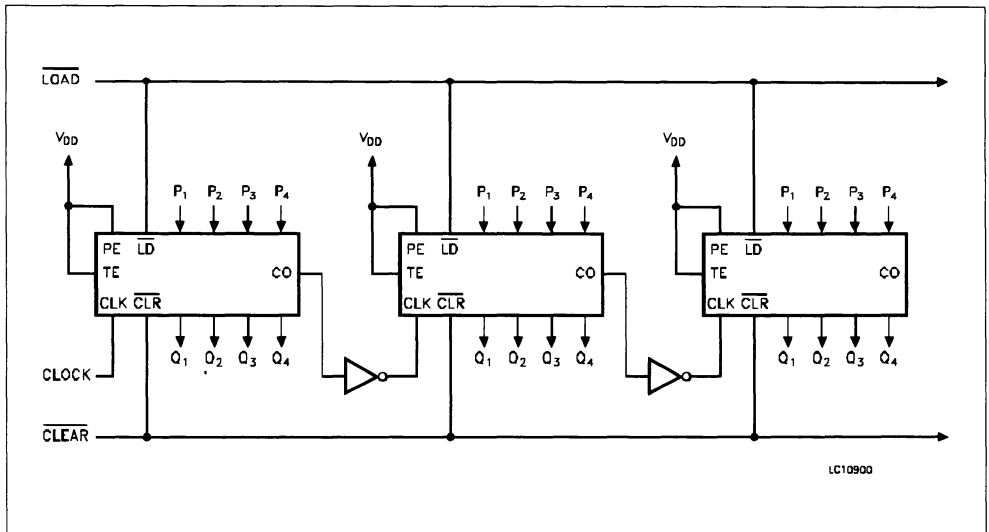 LOAD
VDD VDD VDD
P1 P2 P3 P4 P1 P2 P3 P4 P1 P2 P3 P4
PE LD PE LD PE LD
TE CO TE CO TE CO
CLK CLR CLK CLR CLK CLR
Q1 Q2 Q3 Q4 Q1 Q2 Q3 Q4 Q1 Q2 Q3 Q4
CLOCK
CLEAR
LC10900